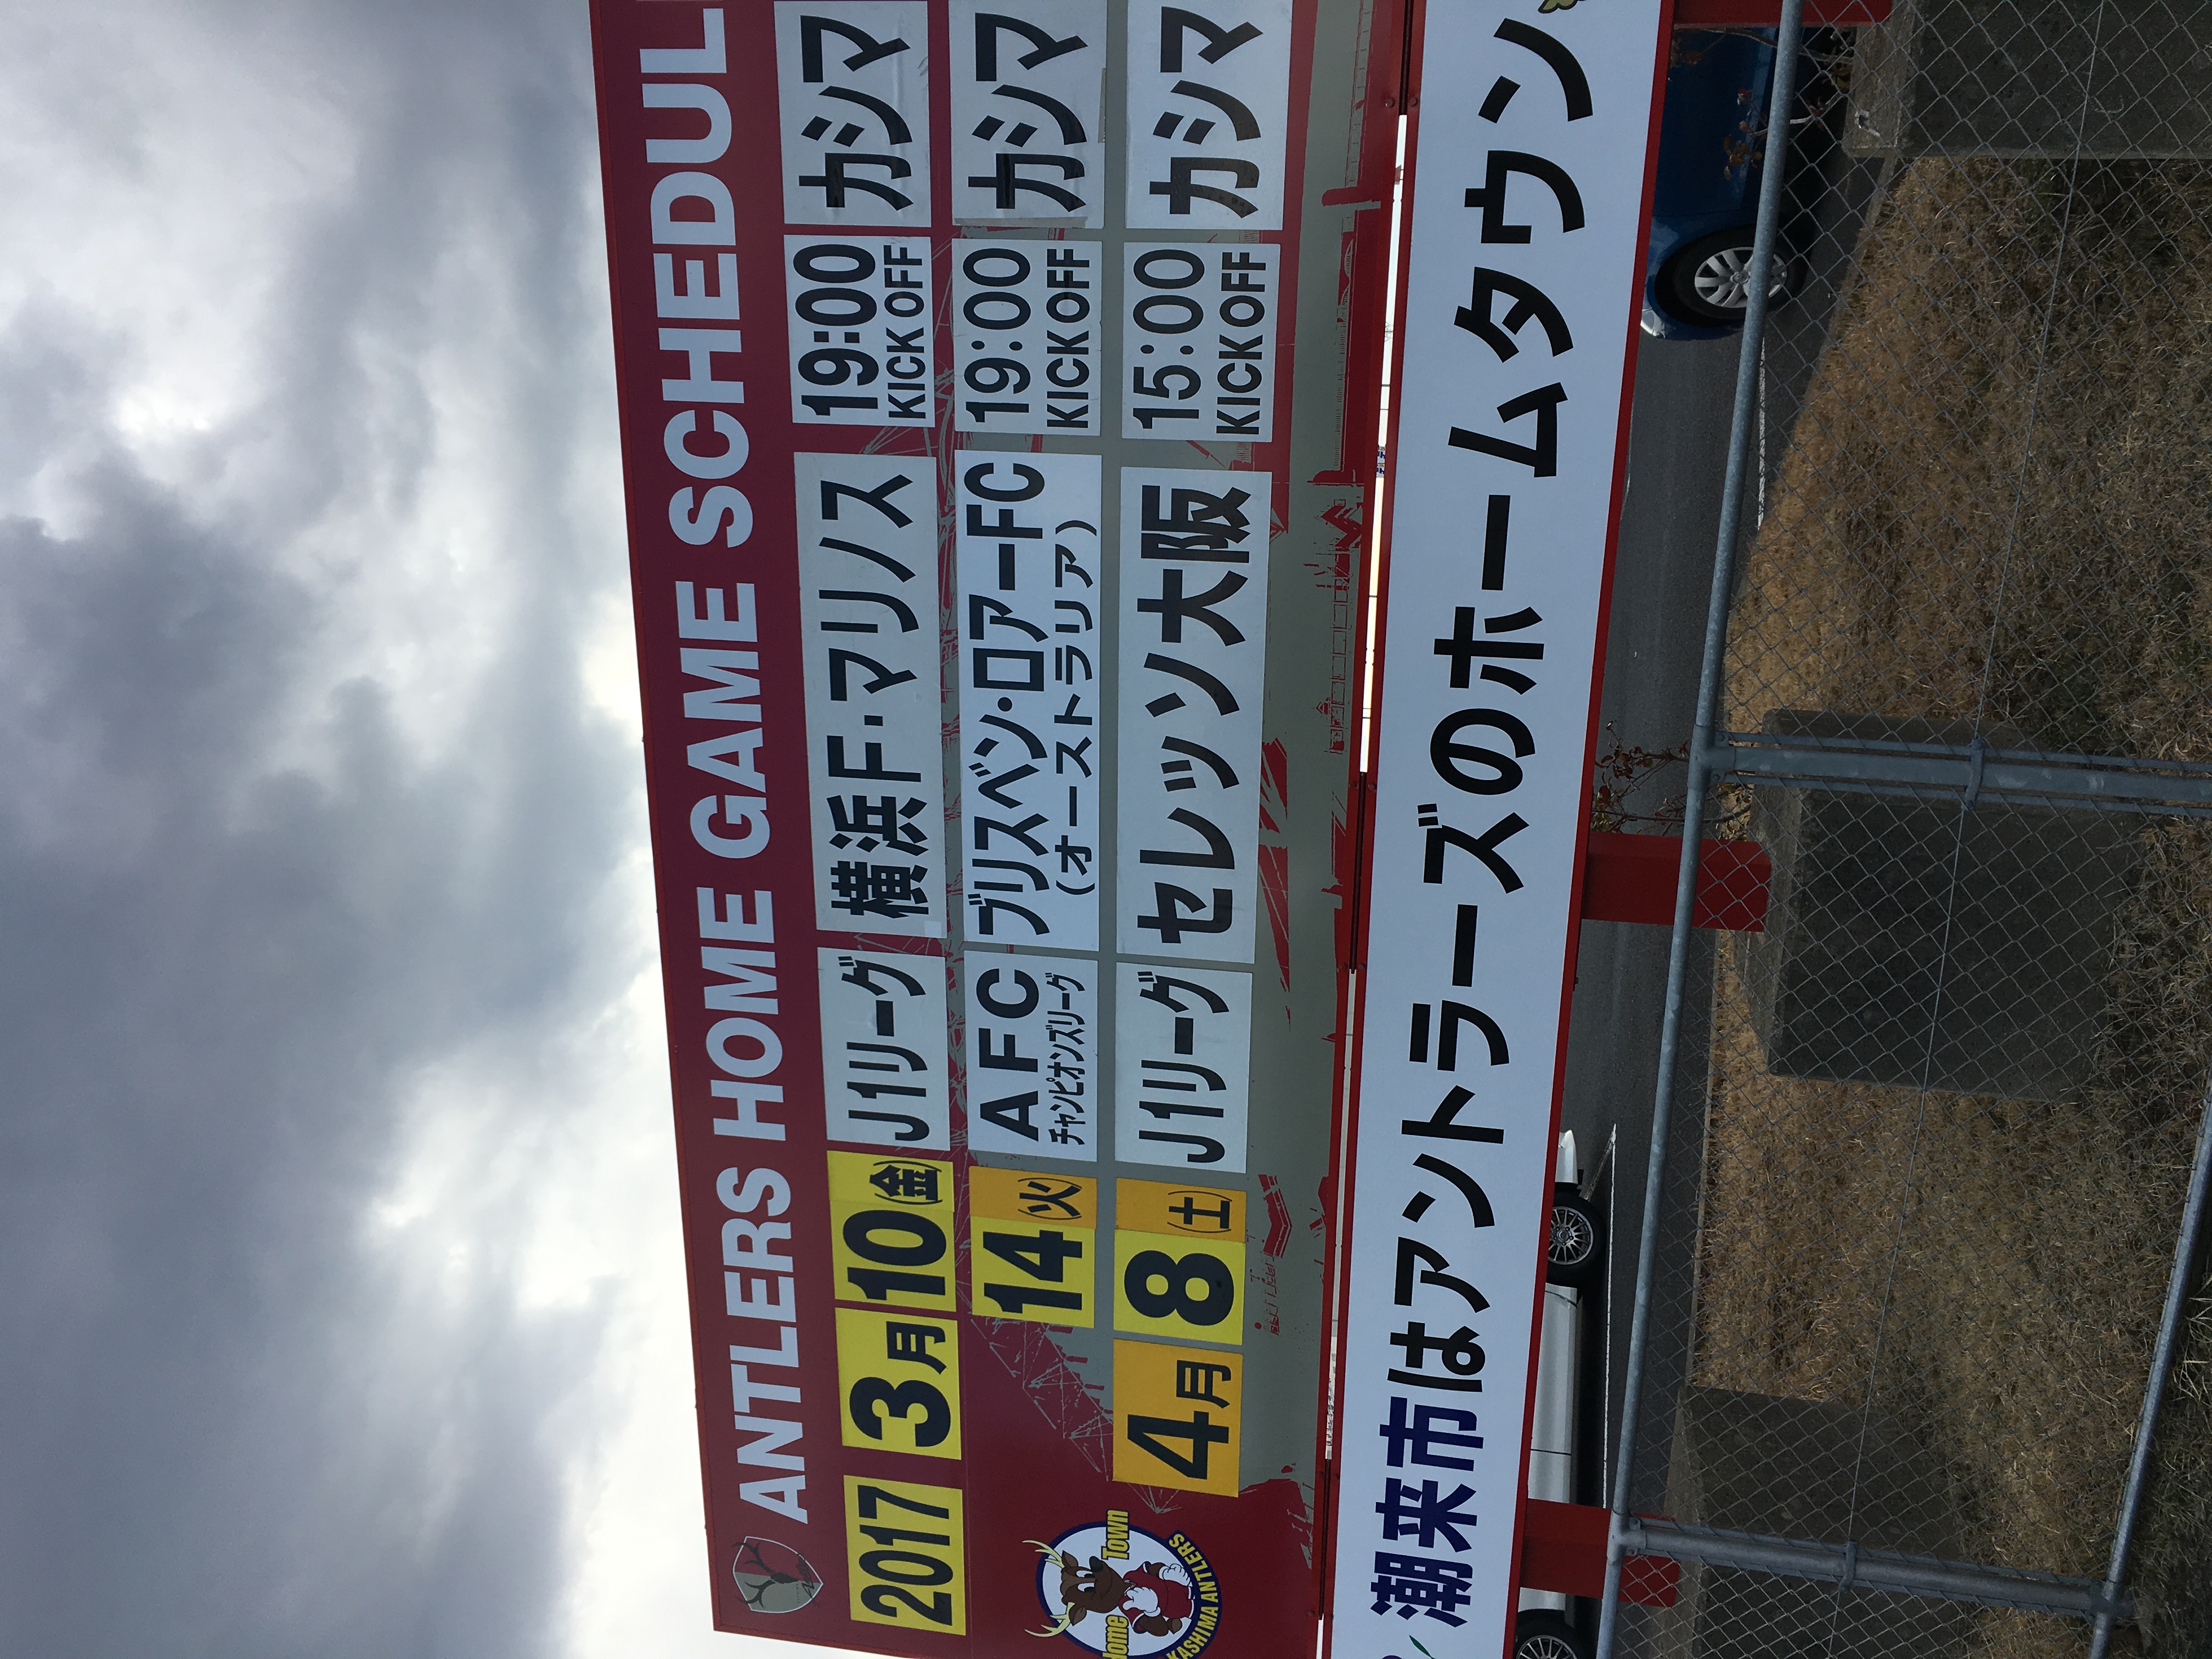 ANTLERS HOME GAME SCHEDUL
2017 3月 10(金) J1リーグ 横浜F・マリノス 19:00 KICK OFF カシマ
14(火) AFC チャンピオンズリーグ ブリスベン・ロアーFC (オーストラリア) 19:00 KICK OFF カシマ
4月 8(土) J1リーグ セレッソ大阪 15:00 KICK OFF カシマ
Home Town
KASHIMA ANTLERS
潮来市はアントラーズのホームタウン